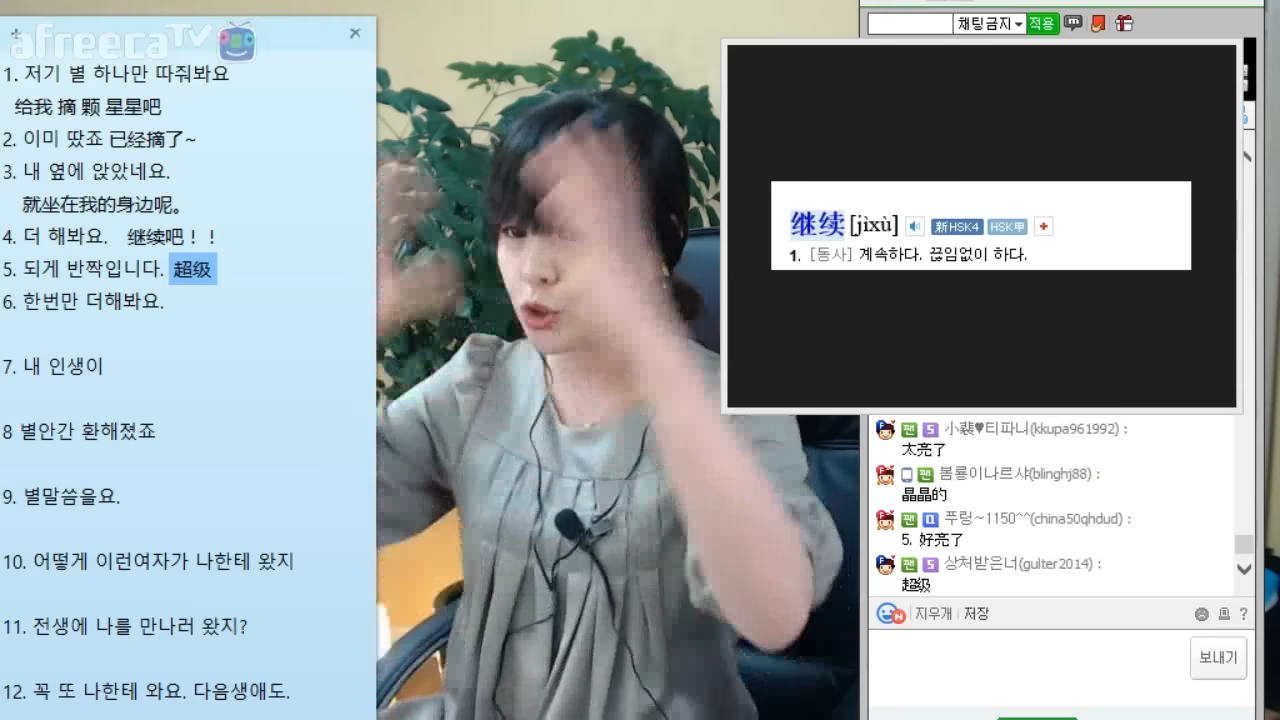 afreecaTV
1. 저기 별 하나만 따줘봐요
给我 摘 颗 星星吧
2. 이미 땄죠 已经摘了~
3. 내 옆에 앉았네요.
就坐在我的身边呢。
4. 더 해봐요. 继续吧！！
5. 되게 반짝입니다. 超级
6. 한번만 더해봐요.
7. 내 인생이
8 별안간 환해졌죠
9. 별말씀을요.
10. 어떻게 이런여자가 나한테 왔지
11. 전생에 나를 만나러 왔지?
12. 꼭 또 나한테 와요. 다음생애도.
채팅금지 적용
继续 [jìxù] 新HSK4 HSK甲
1. [동사] 계속하다. 끊임없이 하다.
팬 5 小裴♥티파니(kkupa961992) :
太亮了
팬 봄룡이나르샤(blinghj88) :
晶晶的
팬 푸링~1150^^(china50qhdud) :
5. 好亮了
팬 5 상처받은너(gulter2014) :
超级
N 지우개 저장 ?
보내기